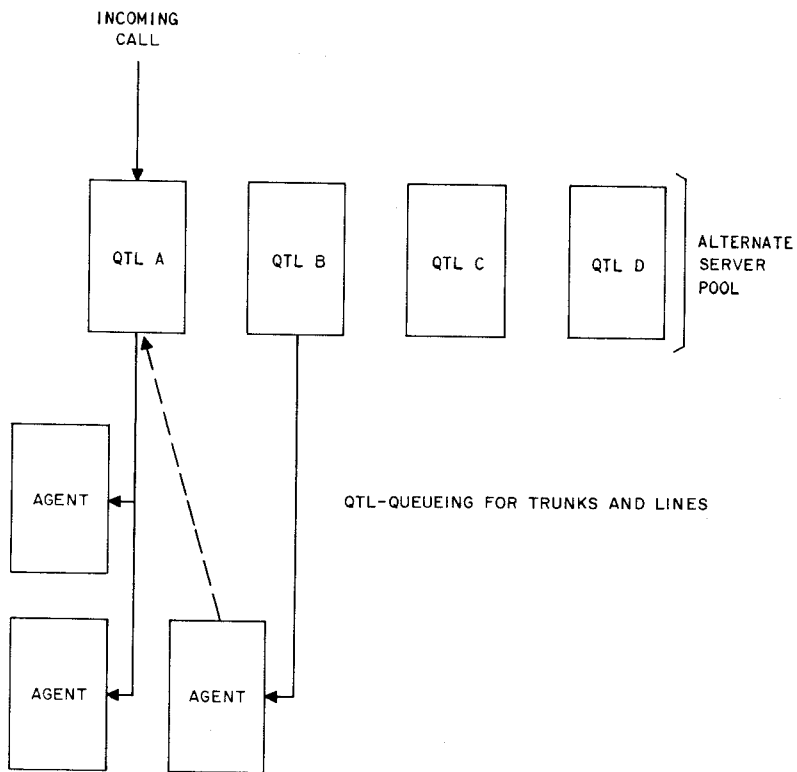 INCOMING
CALL
QTL A
QTL B
QTL C
QTL D
ALTERNATE
SERVER
POOL
AGENT
QTL-QUEUEING FOR TRUNKS AND LINES
AGENT
AGENT